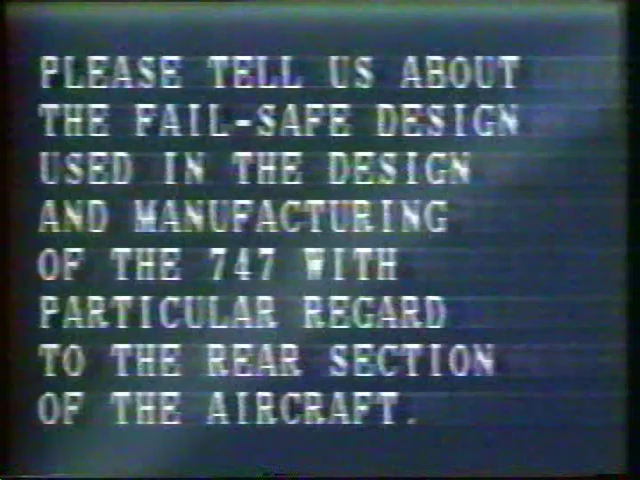 PLEASE TELL US ABOUT
THE FAIL-SAFE DESIGN
USED IN THE DESIGN
AND MANUFACTURING
OF THE 747 WITH
PARTICULAR REGARD
TO THE REAR SECTION
OF THE AIRCRAFT.